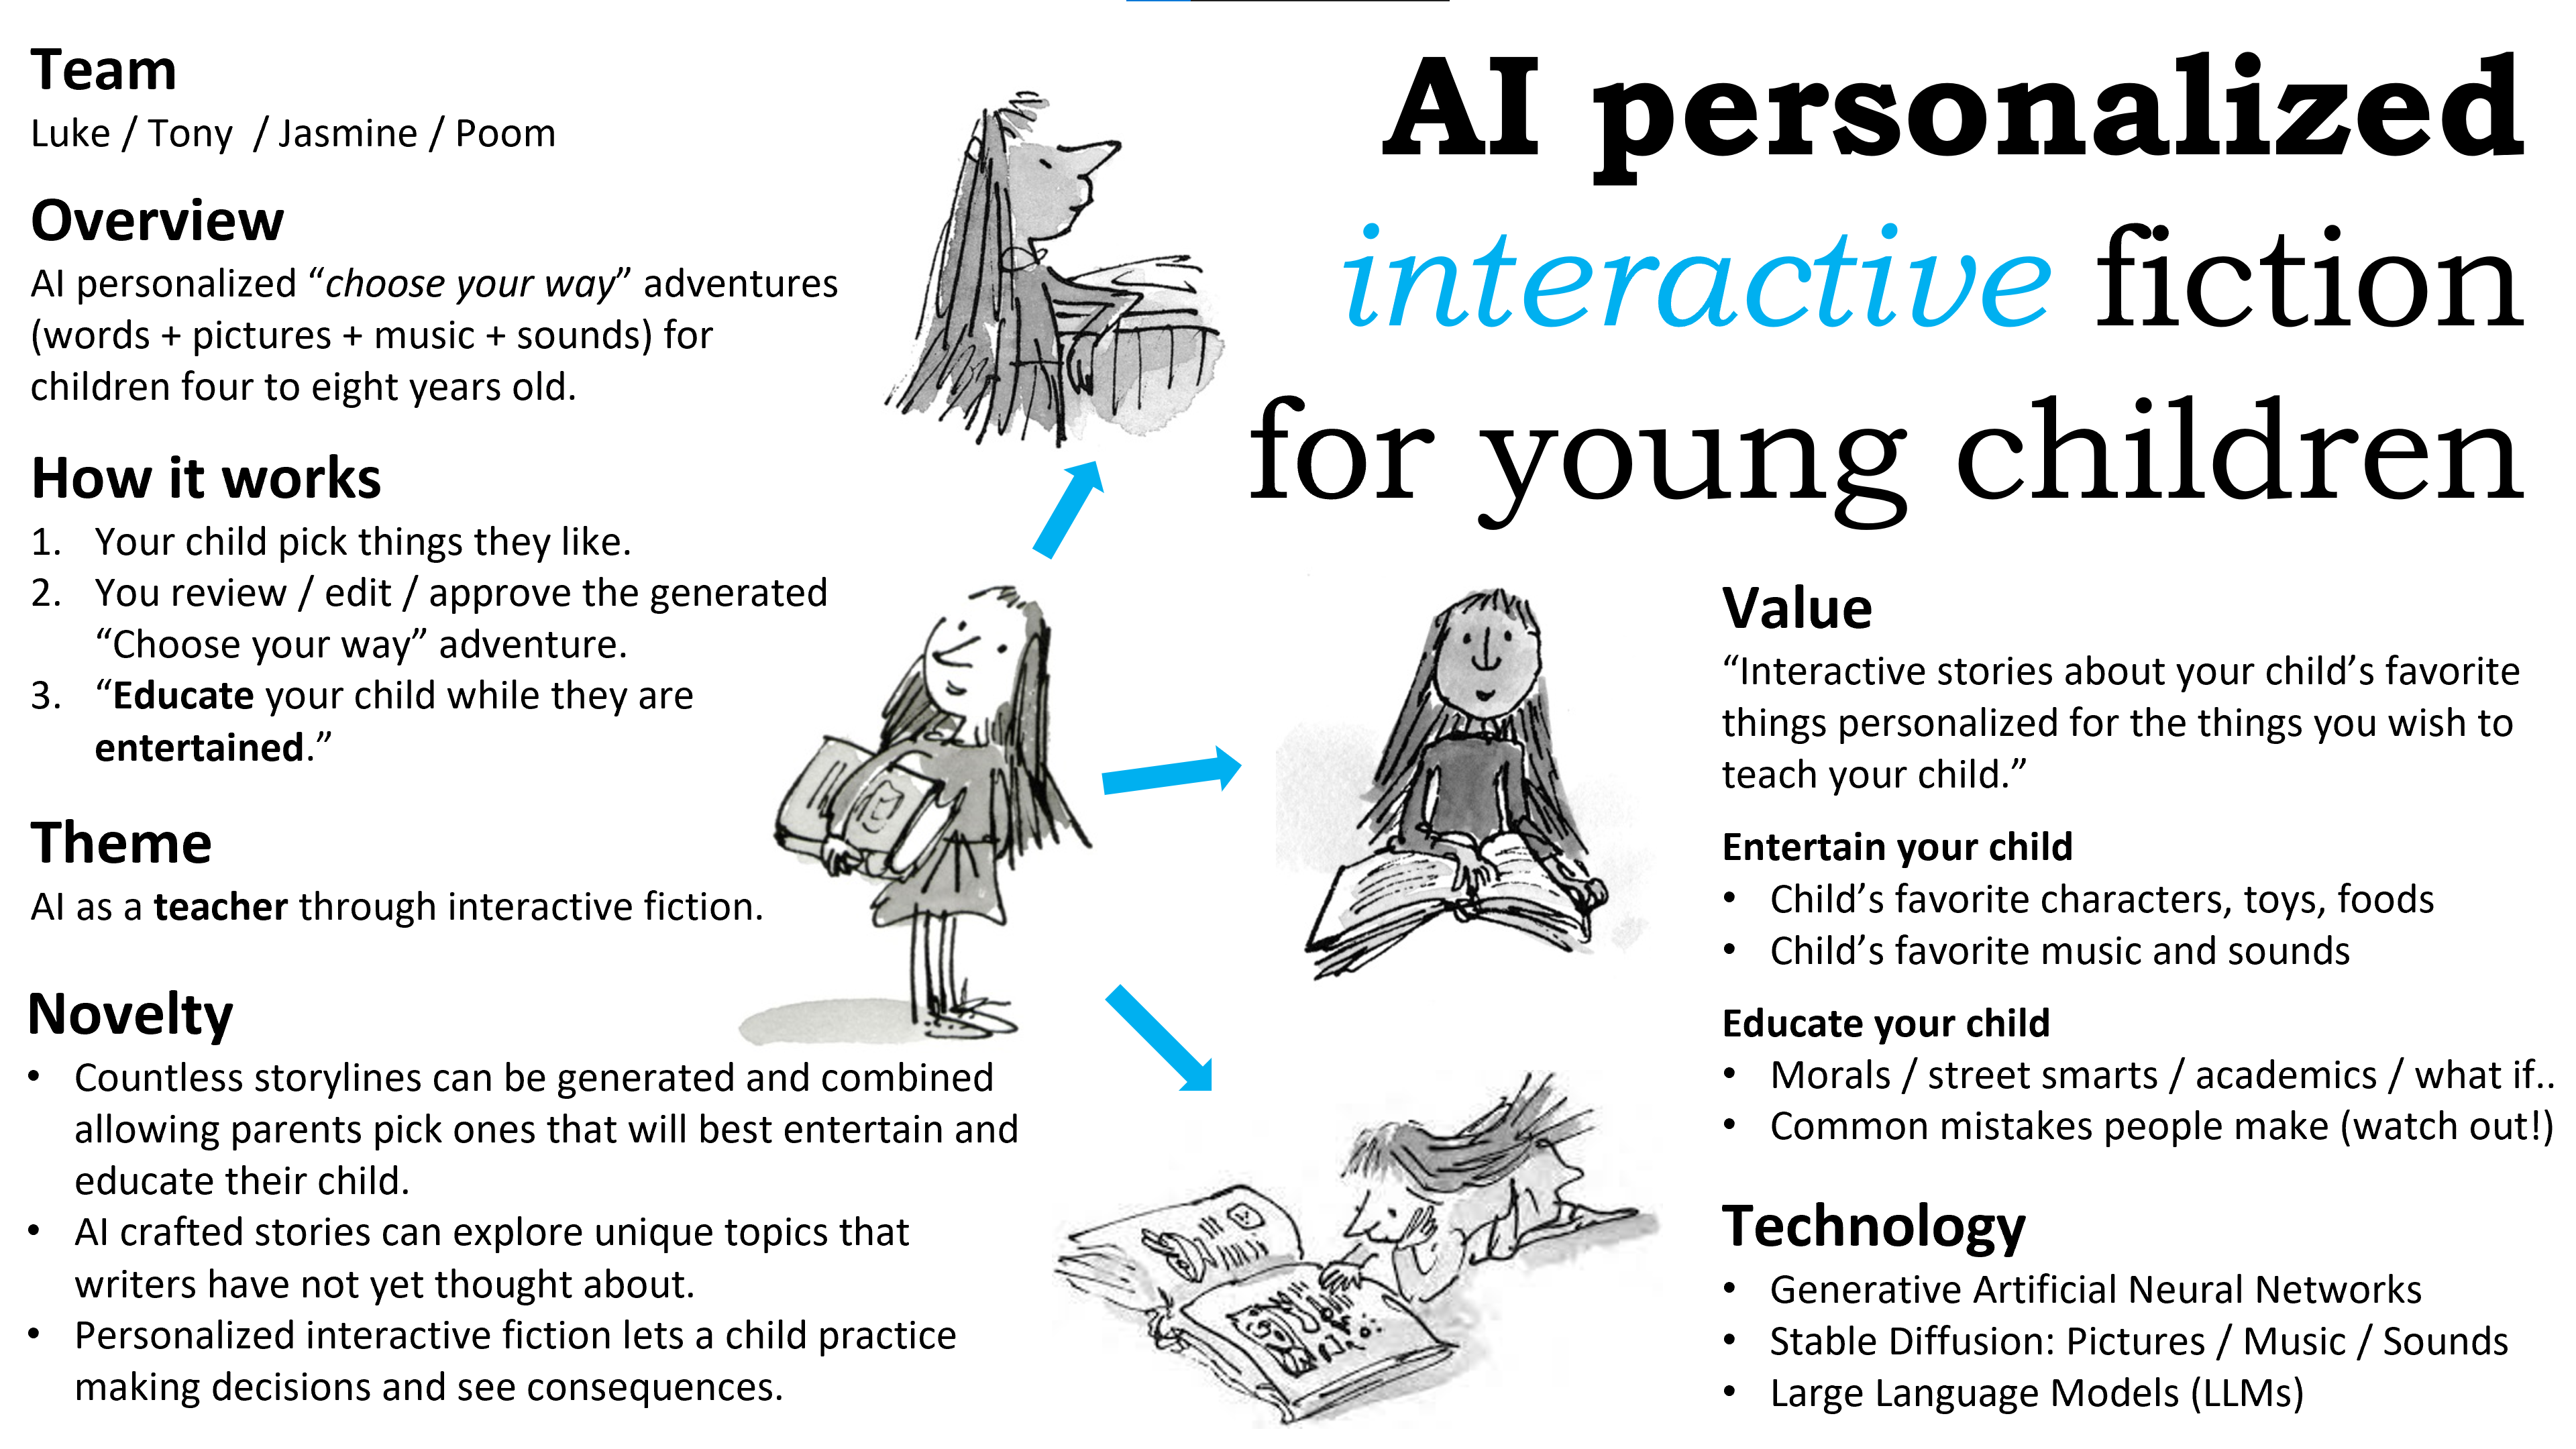 Team
Luke / Tony  / Jasmine / Poom
Overview
AI personalized “choose your way” adventures
(words + pictures + music + sounds) for
children four to eight years old.
How it works
1. Your child pick things they like.
2. You review / edit / approve the generated
“Choose your way” adventure.
3. “Educate your child while they are
entertained.”
Theme
AI as a teacher through interactive fiction.
Novelty
• Countless storylines can be generated and combined
allowing parents pick ones that will best entertain and
educate their child.
• AI crafted stories can explore unique topics that
writers have not yet thought about.
• Personalized interactive fiction lets a child practice
making decisions and see consequences.
AI personalized
interactive fiction
for young children
Value
“Interactive stories about your child’s favorite
things personalized for the things you wish to
teach your child.”
Entertain your child
• Child’s favorite characters, toys, foods
• Child’s favorite music and sounds
Educate your child
• Morals / street smarts / academics / what if..
• Common mistakes people make (watch out!)
Technology
• Generative Artificial Neural Networks
• Stable Diffusion: Pictures / Music / Sounds
• Large Language Models (LLMs)